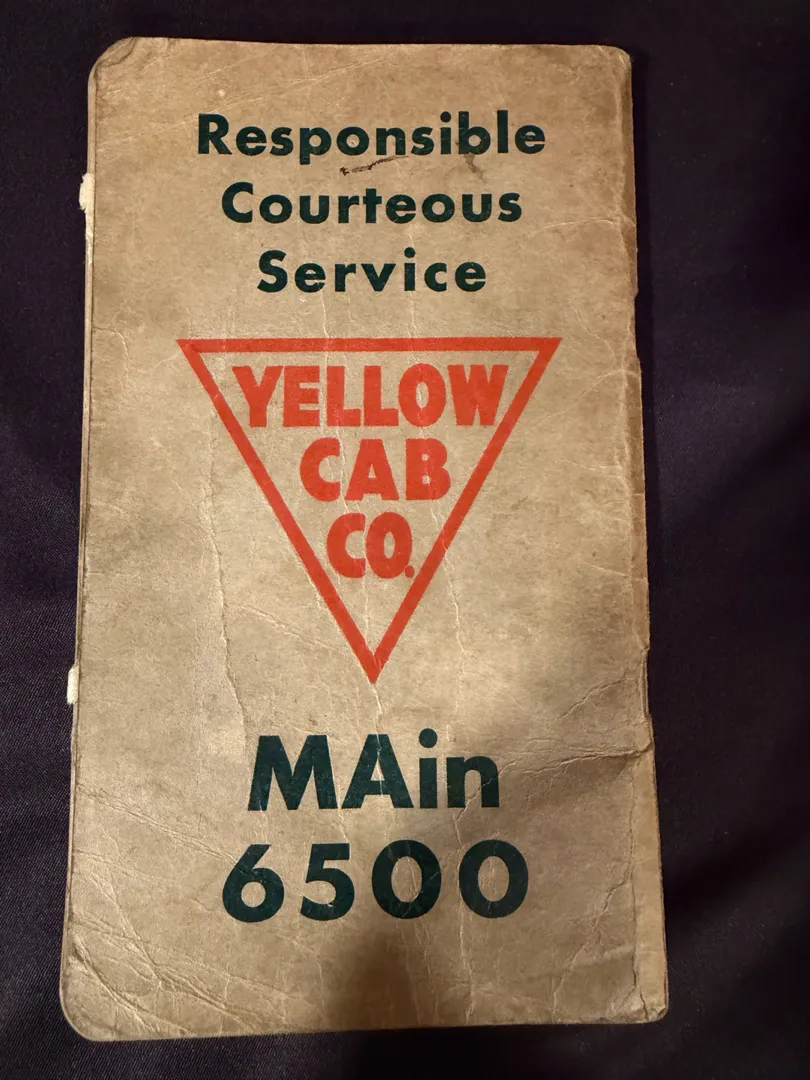 Responsible
Courteous
Service
YELLOW
CAB
CO.
MAin
6500